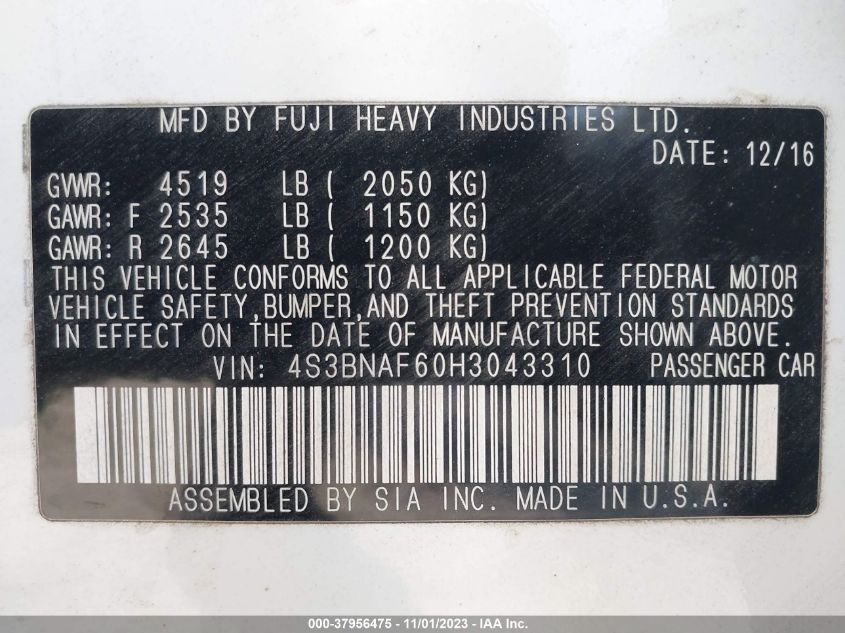 MFD BY FUJI HEAVY INDUSTRIES LTD.
DATE: 12/16
GVWR: 4519 LB ( 2050 KG)
GAWR: F 2535 LB ( 1150 KG)
GAWR: R 2645 LB ( 1200 KG)
THIS VEHICLE CONFORMS TO ALL APPLICABLE FEDERAL MOTOR
VEHICLE SAFETY,BUMPER,AND THEFT PREVENTION STANDARDS
IN EFFECT ON THE DATE OF MANUFACTURE SHOWN ABOVE.
VIN: 4S3BNAF60H3043310 PASSENGER CAR
ASSEMBLED BY SIA INC. MADE IN U.S.A.
000-37956475 - 11/01/2023 - IAA Inc.